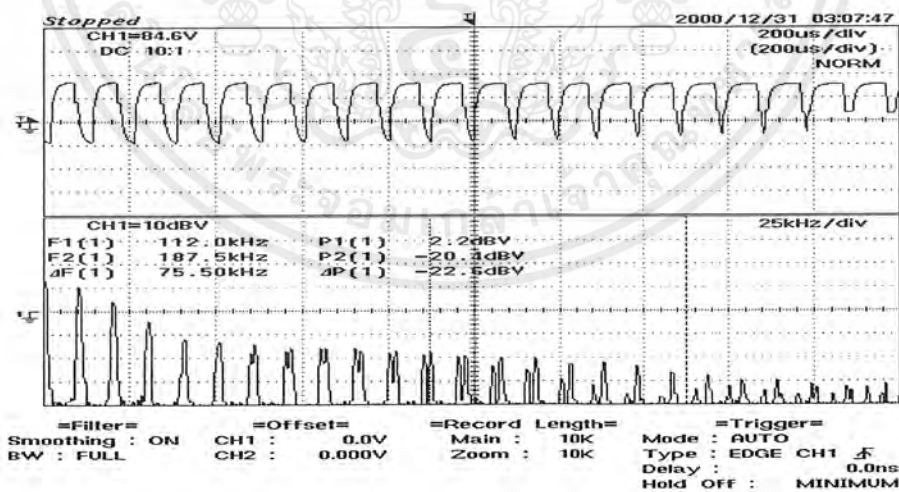 Stopped 2000/12/31 03:07:47
CH1=84.6V 200us/div
DC 10:1 (200us/div)
NORM
CH1=10dBV 25kHz/div
F1(1) 112.0kHz P1(1) 2.2dBV
F2(1) 187.5kHz P2(1) -20.4dBV
ΔF(1) 75.50kHz ΔP(1) -22.6dBV
=Filter= =Offset= =Record Length= =Trigger=
Smoothing : ON CH1 : 0.0V Main : 10K Mode : AUTO
BW : FULL CH2 : 0.000V Zoom : 10K Type : EDGE CH1
Delay : 0.0ns
Hold Off : MINIMUM